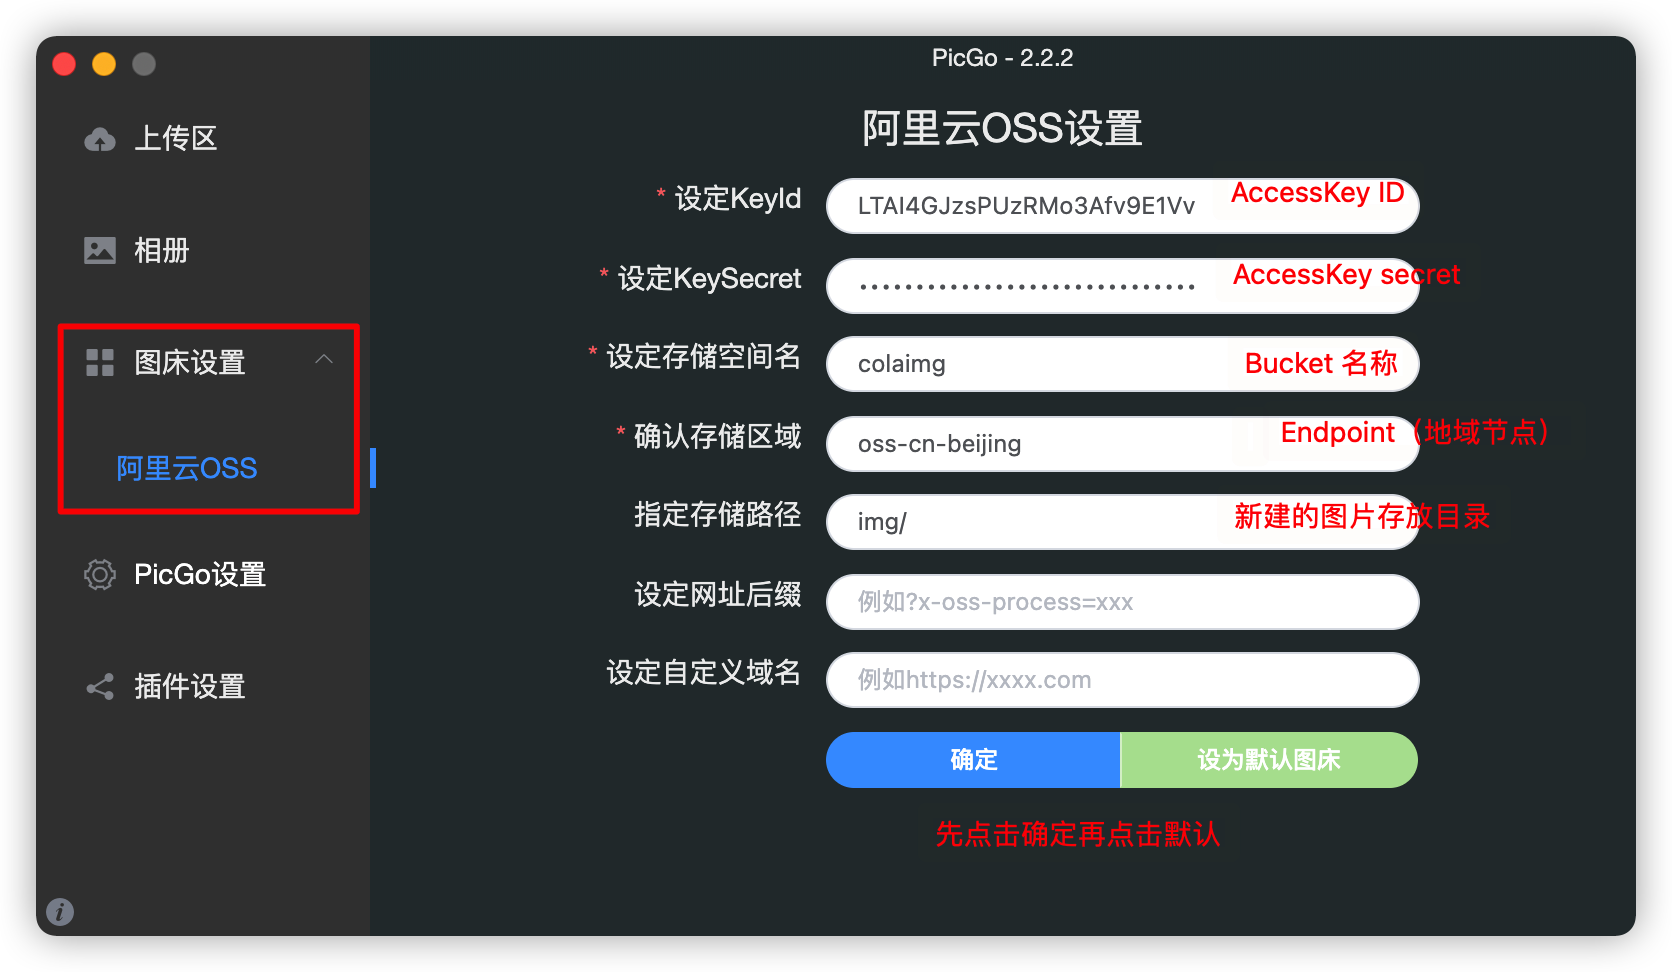 PicGo - 2.2.2
上传区
相册
图床设置
阿里云OSS
PicGo设置
插件设置
阿里云OSS设置
* 设定KeyId
LTAI4GJzsPUzRMo3Afv9E1Vv
AccessKey ID
* 设定KeySecret
••••••••••••••••••••••••••••••
AccessKey secret
* 设定存储空间名
colaimg
Bucket 名称
* 确认存储区域
oss-cn-beijing
Endpoint（地域节点）
指定存储路径
img/
新建的图片存放目录
设定网址后缀
例如?x-oss-process=xxx
设定自定义域名
例如https://xxxx.com
确定
设为默认图床
先点击确定再点击默认